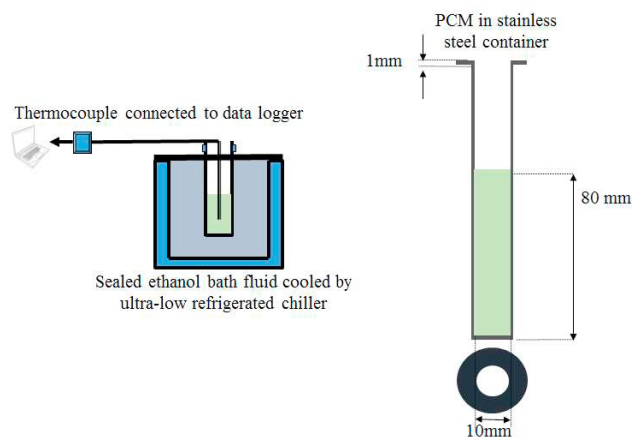 PCM in stainless
steel container
1mm
Thermocouple connected to data logger
80 mm
Sealed ethanol bath fluid cooled by
ultra-low refrigerated chiller
10mm